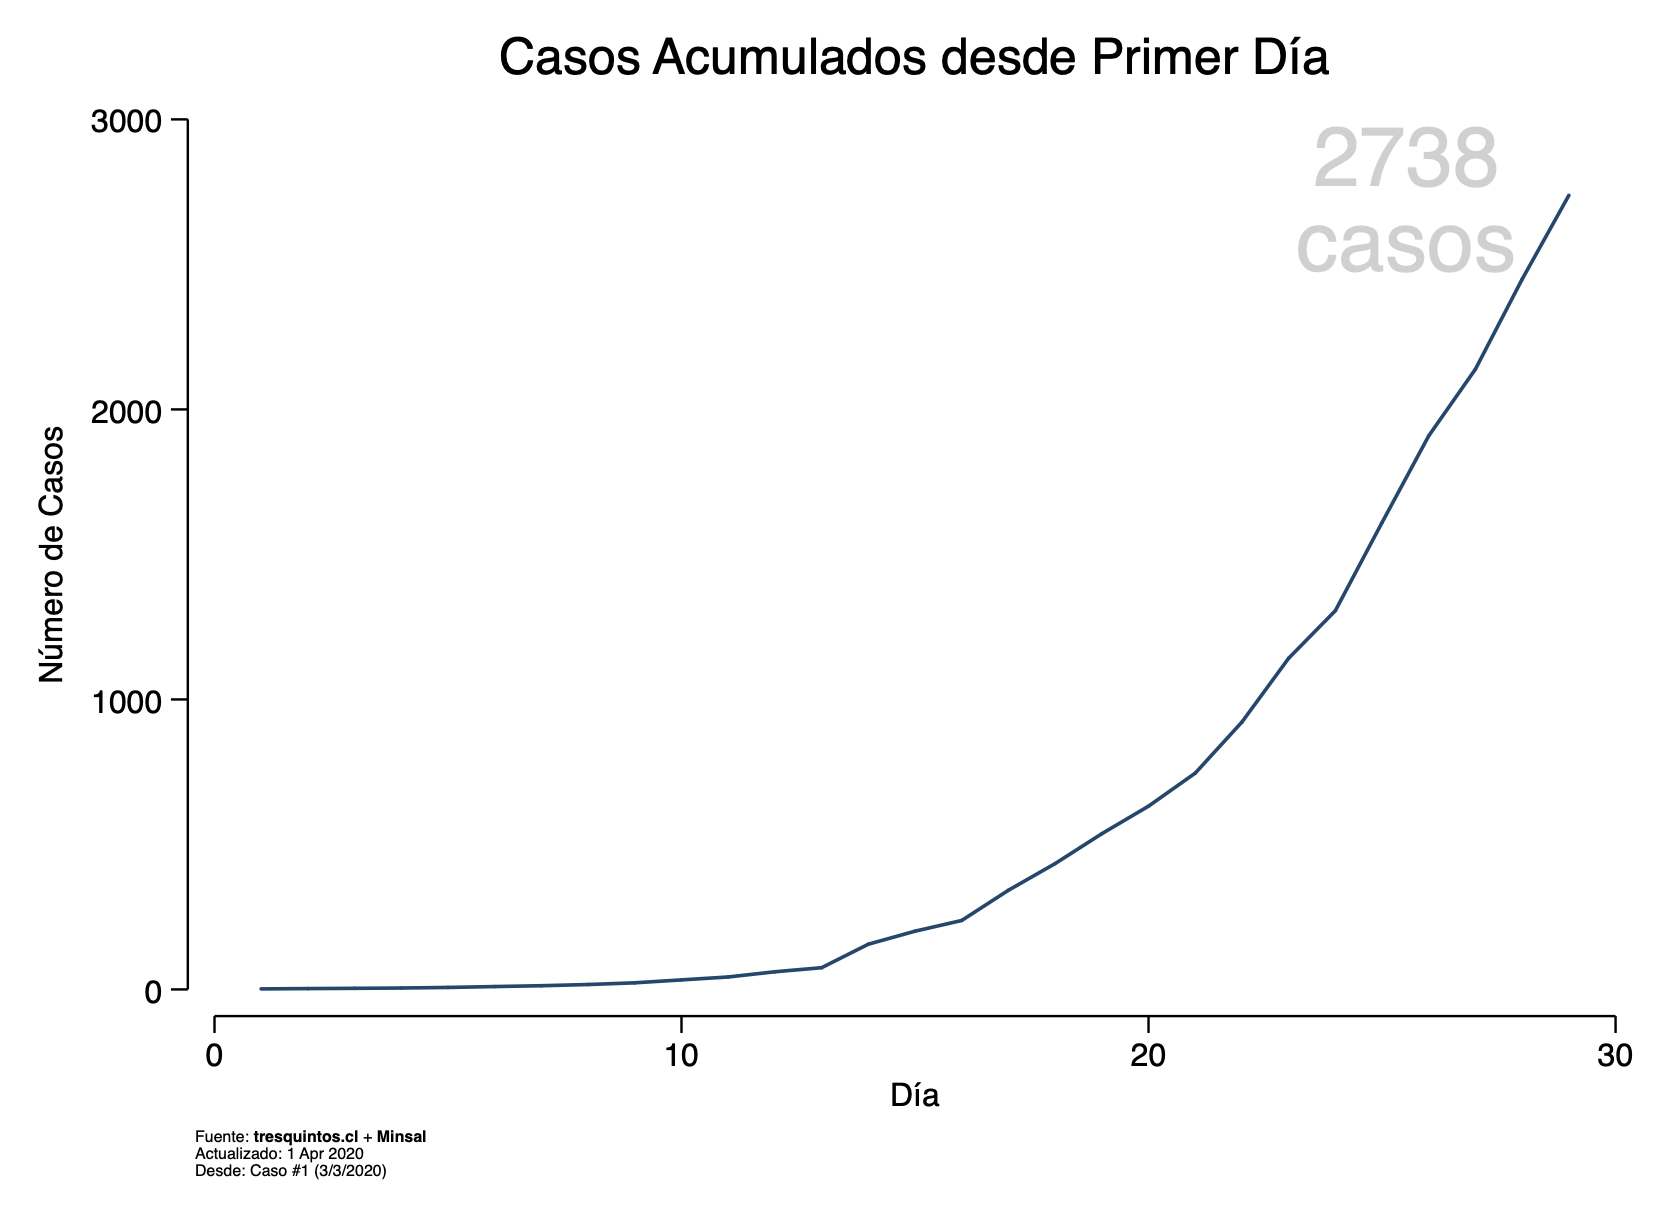 Casos Acumulados desde Primer Día
3000
2738
casos
2000
Número de Casos
1000
0
0 10 20 30
Día
Fuente: tresquintos.cl + Minsal
Actualizado: 1 Apr 2020
Desde: Caso #1 (3/3/2020)